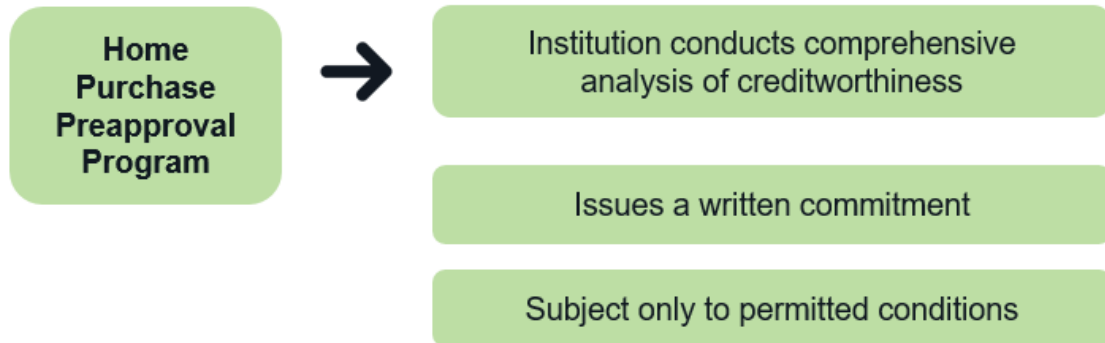 Home
Purchase
Preapproval
Program
Institution conducts comprehensive
analysis of creditworthiness
Issues a written commitment
Subject only to permitted conditions